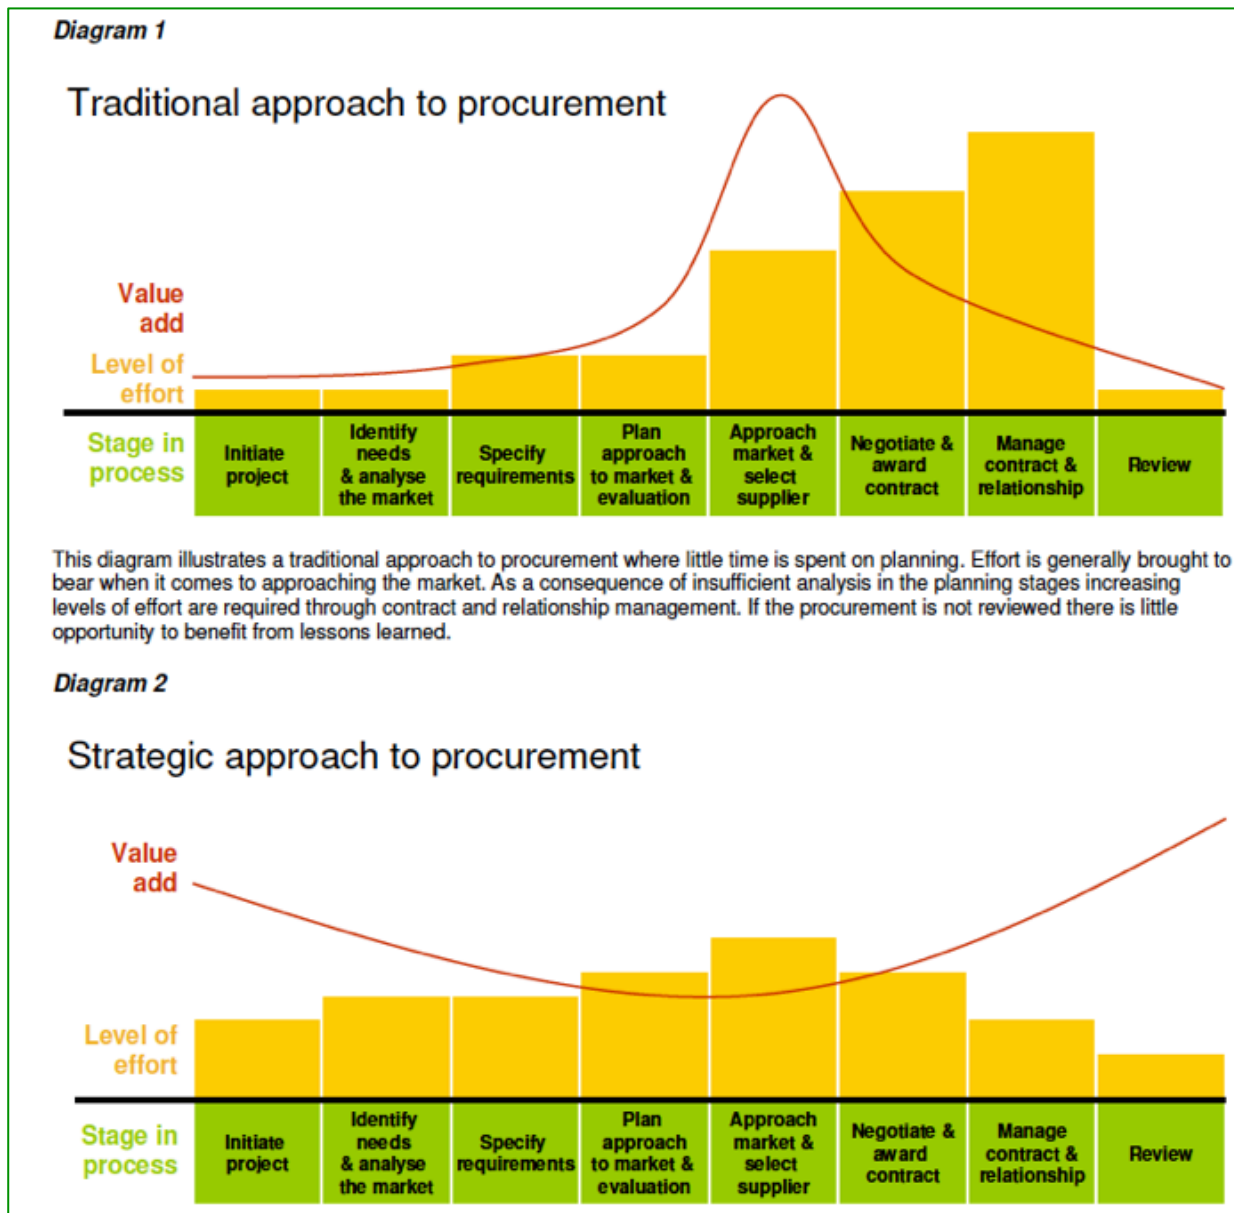 Diagram 1
Traditional approach to procurement
Value
add
Level of
effort
Stage in
process
Initiate
project
Identify
needs
& analyse
the market
Specify
requirements
Plan
approach
to market &
evaluation
Approach
market &
select
supplier
Negotiate &
award
contract
Manage
contract &
relationship
Review
This diagram illustrates a traditional approach to procurement where little time is spent on planning. Effort is generally brought to
bear when it comes to approaching the market. As a consequence of insufficient analysis in the planning stages increasing
levels of effort are required through contract and relationship management. If the procurement is not reviewed there is little
opportunity to benefit from lessons learned.
Diagram 2
Strategic approach to procurement
Value
add
Level of
effort
Stage in
process
Initiate
project
Identify
needs
& analyse
the market
Specify
requirements
Plan
approach
to market &
evaluation
Approach
market &
select
supplier
Negotiate &
award
contract
Manage
contract &
relationship
Review